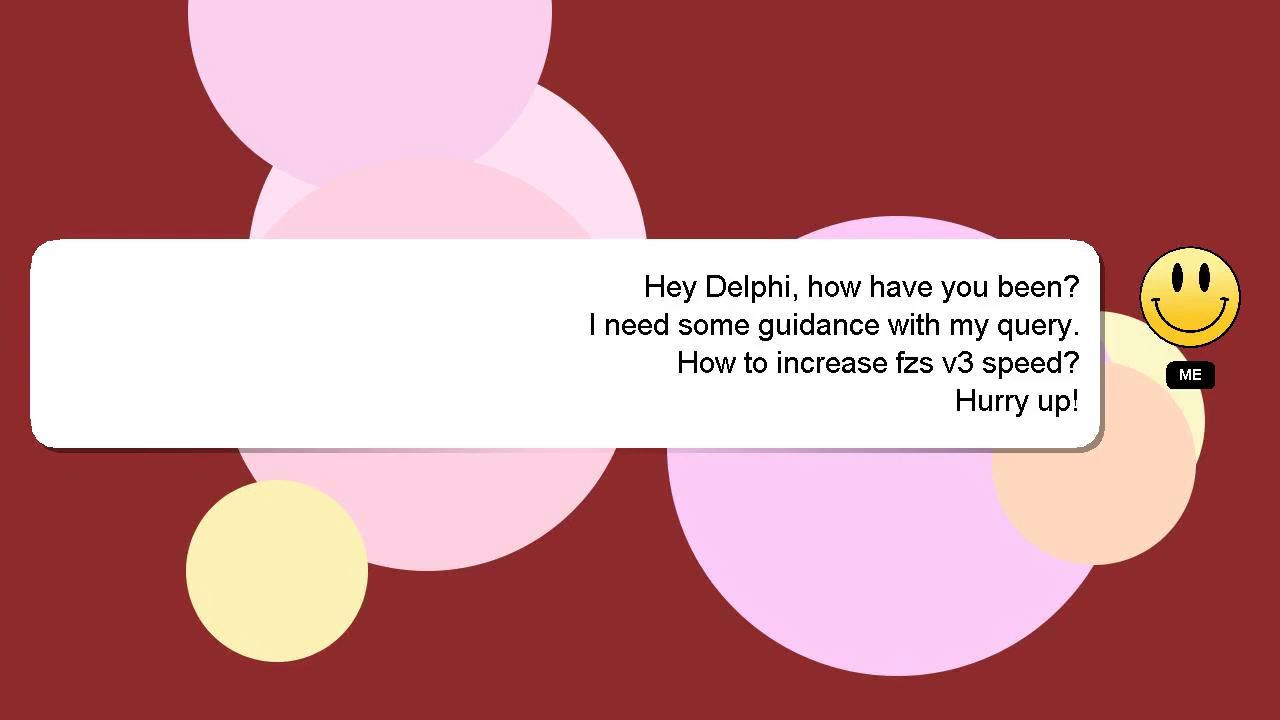 Hey Delphi, how have you been?
I need some guidance with my query.
How to increase fzs v3 speed?
Hurry up!
ME